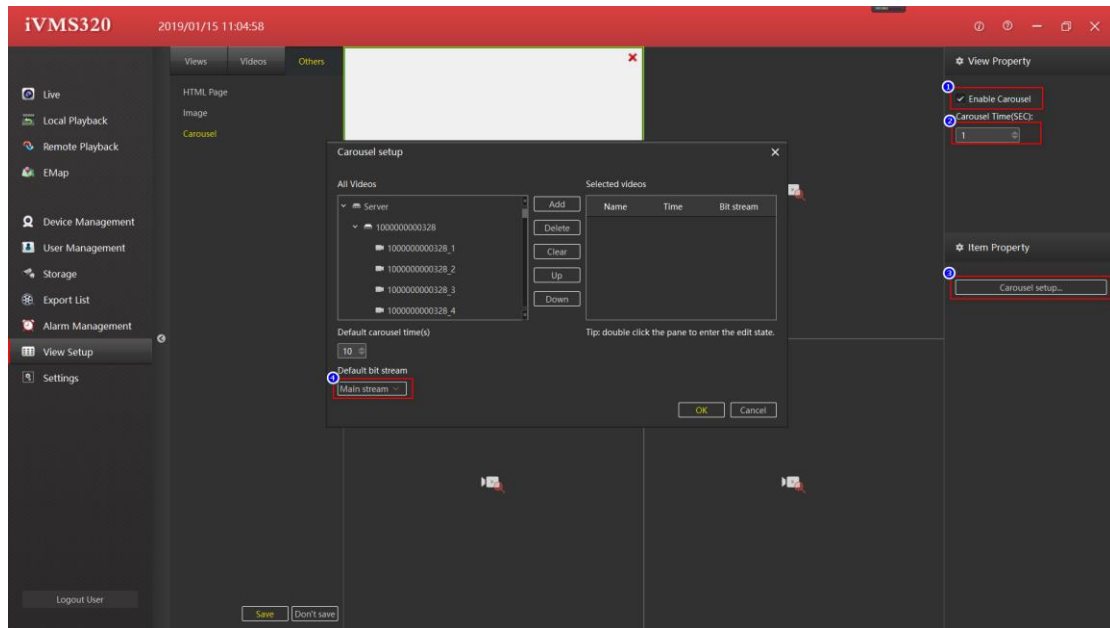 iVMS320
2019/01/15 11:04:58
Live
Local Playback
Remote Playback
EMap
Device Management
User Management
Storage
Export List
Alarm Management
View Setup
Settings
Logout User
Views Videos Others
HTML Page
Image
Carousel
Save Don't save
Carousel setup
All Videos
Server
1000000000328
1000000000328_1
1000000000328_2
1000000000328_3
1000000000328_4
Add
Delete
Clear
Up
Down
Selected videos
Name Time Bit stream
Default carousel time(s)
10
Tip: double click the pane to enter the edit state.
4
Default bit stream
Main stream
OK Cancel
View Property
1
Enable Carousel
2
Carousel Time(SEC):
1
Item Property
3
Carousel setup...